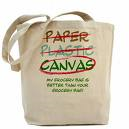 PAPER
PLASTIC
CANVAS
MY GROCERY BAG IS
BETTER THAN YOUR
GROCERY BAG!